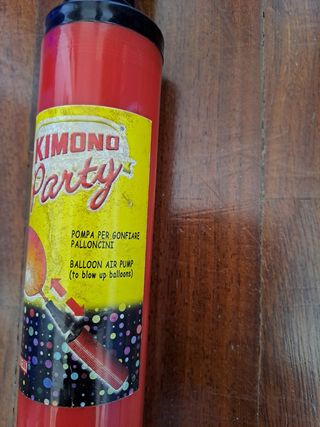 KIMONO
Party
POMPA PER GONFIARE
PALLONCINI
BALLOON AIR PUMP
(to blow up balloons)